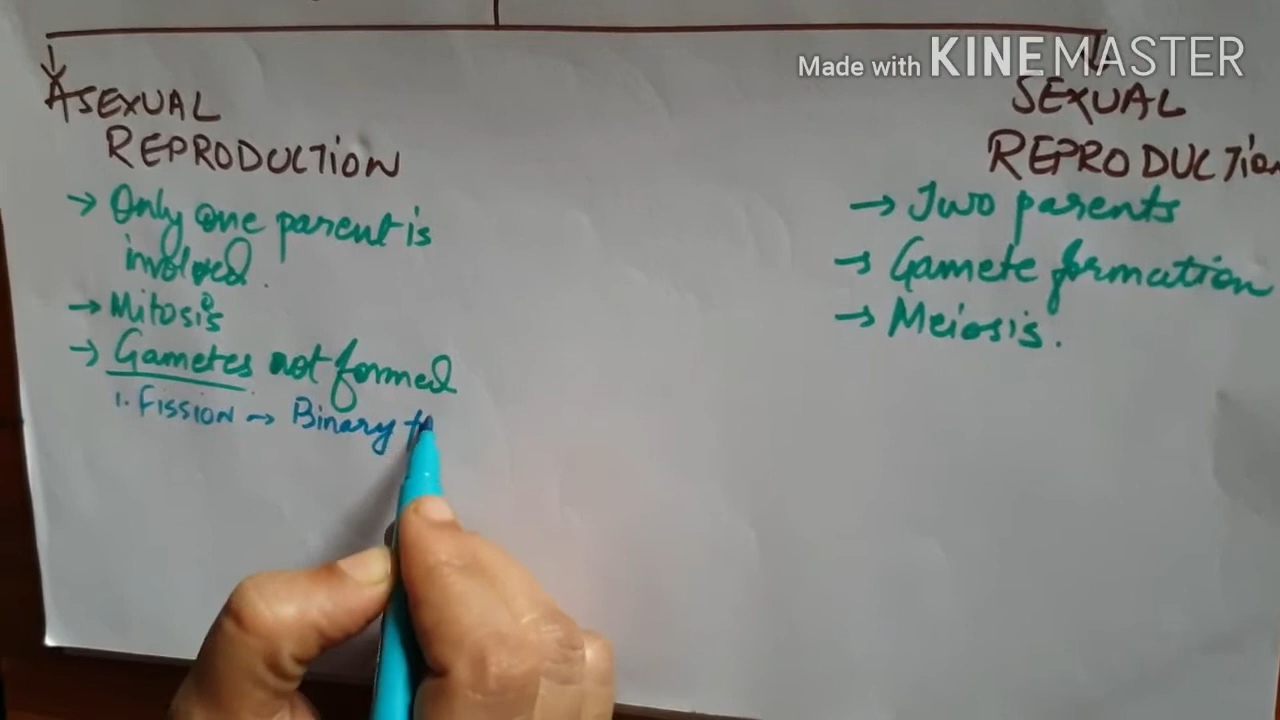 Made with KINEMASTER
ASEXUAL
REPRODUCTION
→ Only one parent is
involved.
→ Mitosis
→ Gametes not formed
1. Fission → Binary
SEXUAL
REPRODUCTION
→ Two parents
→ Gamete formation
→ Meiosis.